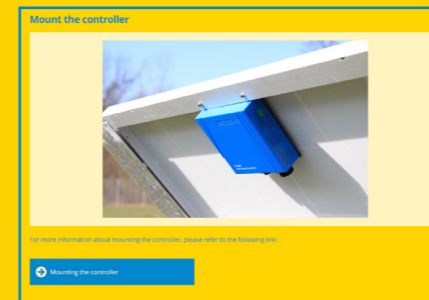 Mount the controller
For more information about mounting the controller, please refer to the following link:
Mounting the controller